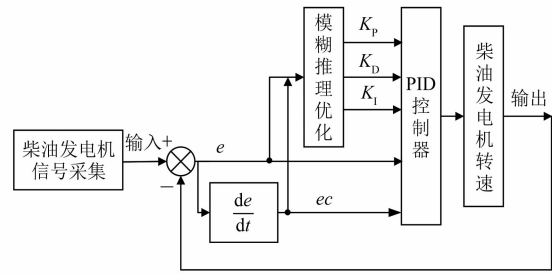 柴油发电机
信号采集
输入+
−
e
de
dt
ec
模糊推理优化
K_P
K_D
K_I
PID
控制器
柴油发电机转速
输出